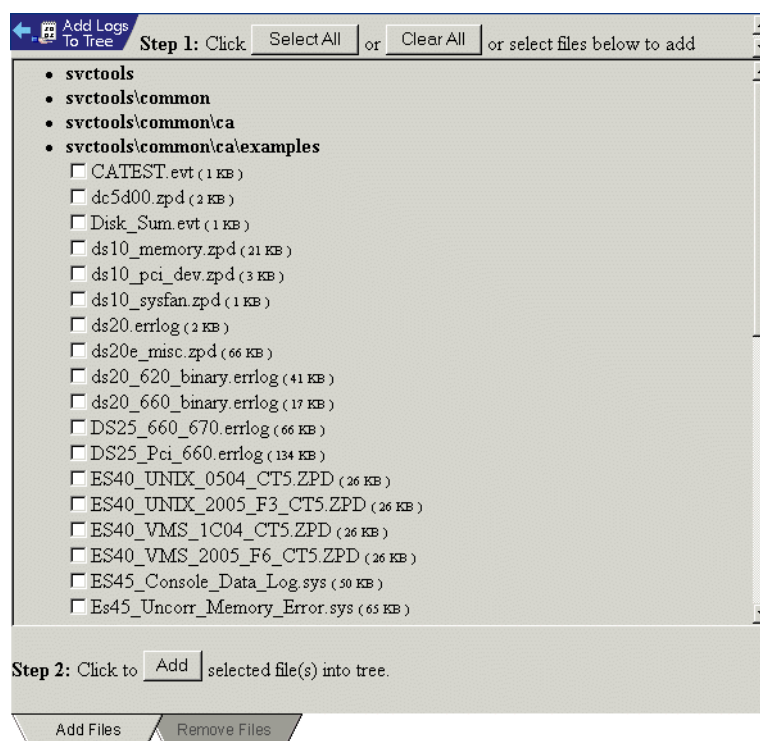 Add Logs
To Tree
Step 1: Click Select All or Clear All or select files below to add
• svctools
• svctools\common
• svctools\common\ca
• svctools\common\ca\examples
CATEST.evt ( 1 KB )
dc5d00.zpd ( 2 KB )
Disk_Sum.evt ( 1 KB )
ds10_memory.zpd ( 21 KB )
ds10_pci_dev.zpd ( 3 KB )
ds10_sysfan.zpd ( 1 KB )
ds20.errlog ( 2 KB )
ds20e_misc.zpd ( 66 KB )
ds20_620_binary.errlog ( 41 KB )
ds20_660_binary.errlog ( 17 KB )
DS25_660_670.errlog ( 66 KB )
DS25_Pci_660.errlog ( 134 KB )
ES40_UNIX_0504_CT5.ZPD ( 26 KB )
ES40_UNIX_2005_F3_CT5.ZPD ( 26 KB )
ES40_VMS_1C04_CT5.ZPD ( 26 KB )
ES40_VMS_2005_F6_CT5.ZPD ( 26 KB )
ES45_Console_Data_Log.sys ( 50 KB )
Es45_Uncorr_Memory_Error.sys ( 65 KB )
Step 2: Click to Add selected file(s) into tree.
Add Files Remove Files